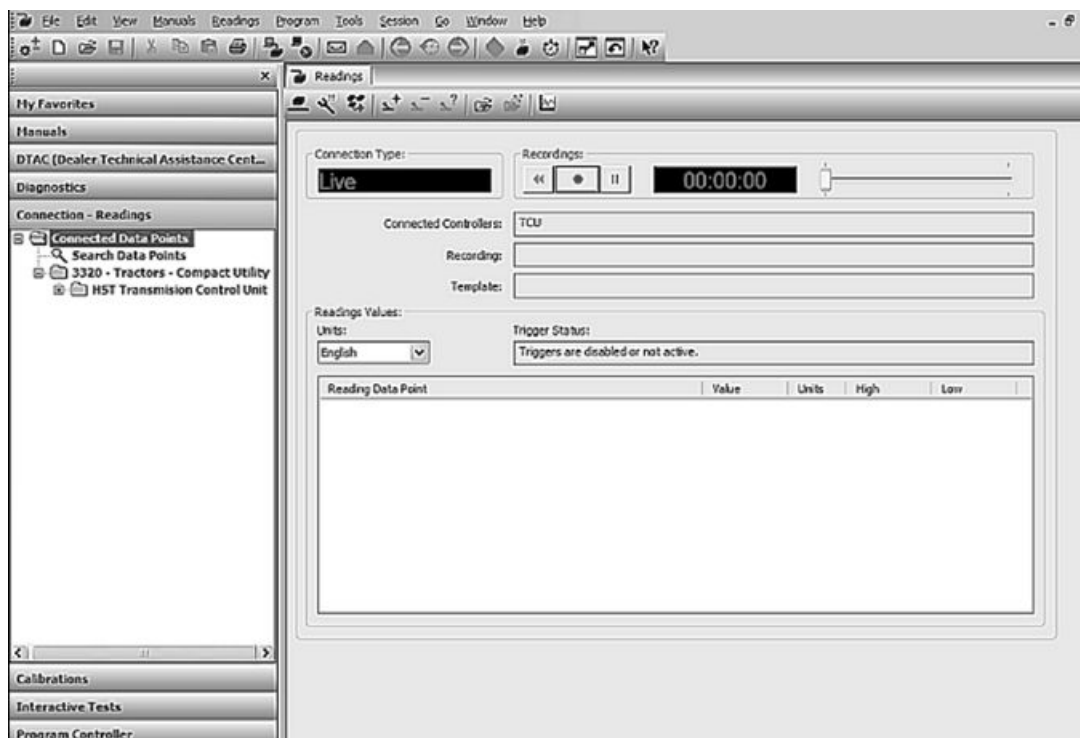 File Edit View Manuals Readings Program Tools Session Go Window Help
Readings
My Favorites
Manuals
DTAC (Dealer Technical Assistance Cent...
Diagnostics
Connection - Readings
Connected Data Points
Search Data Points
3320 - Tractors - Compact Utility
HST Transmision Control Unit
Calibrations
Interactive Tests
Program Controller
Connection Type:
Live
Recordings:
00:00:00
Connected Controllers: TCU
Recording:
Template:
Readings Values:
Units:
English
Trigger Status:
Triggers are disabled or not active.
Reading Data Point Value Units High Low